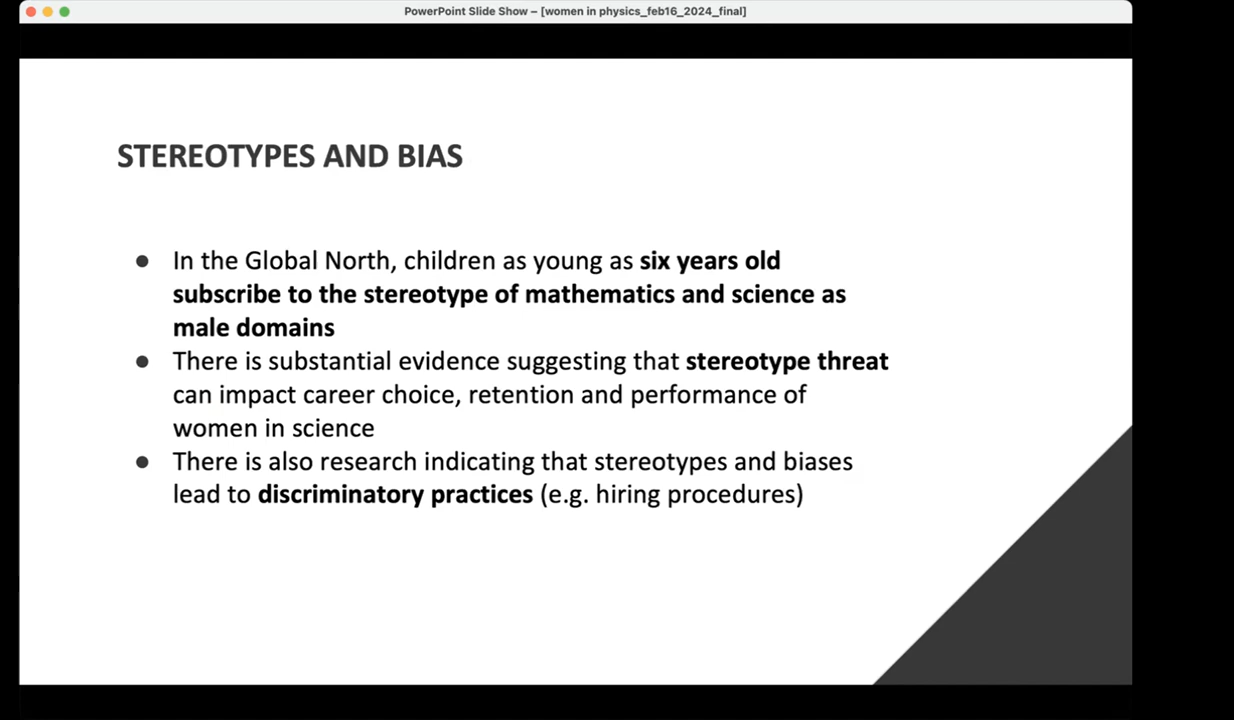 PowerPoint Slide Show – [women in physics_feb16_2024_final]
STEREOTYPES AND BIAS
● In the Global North, children as young as six years old
subscribe to the stereotype of mathematics and science as
male domains
● There is substantial evidence suggesting that stereotype threat
can impact career choice, retention and performance of
women in science
● There is also research indicating that stereotypes and biases
lead to discriminatory practices (e.g. hiring procedures)